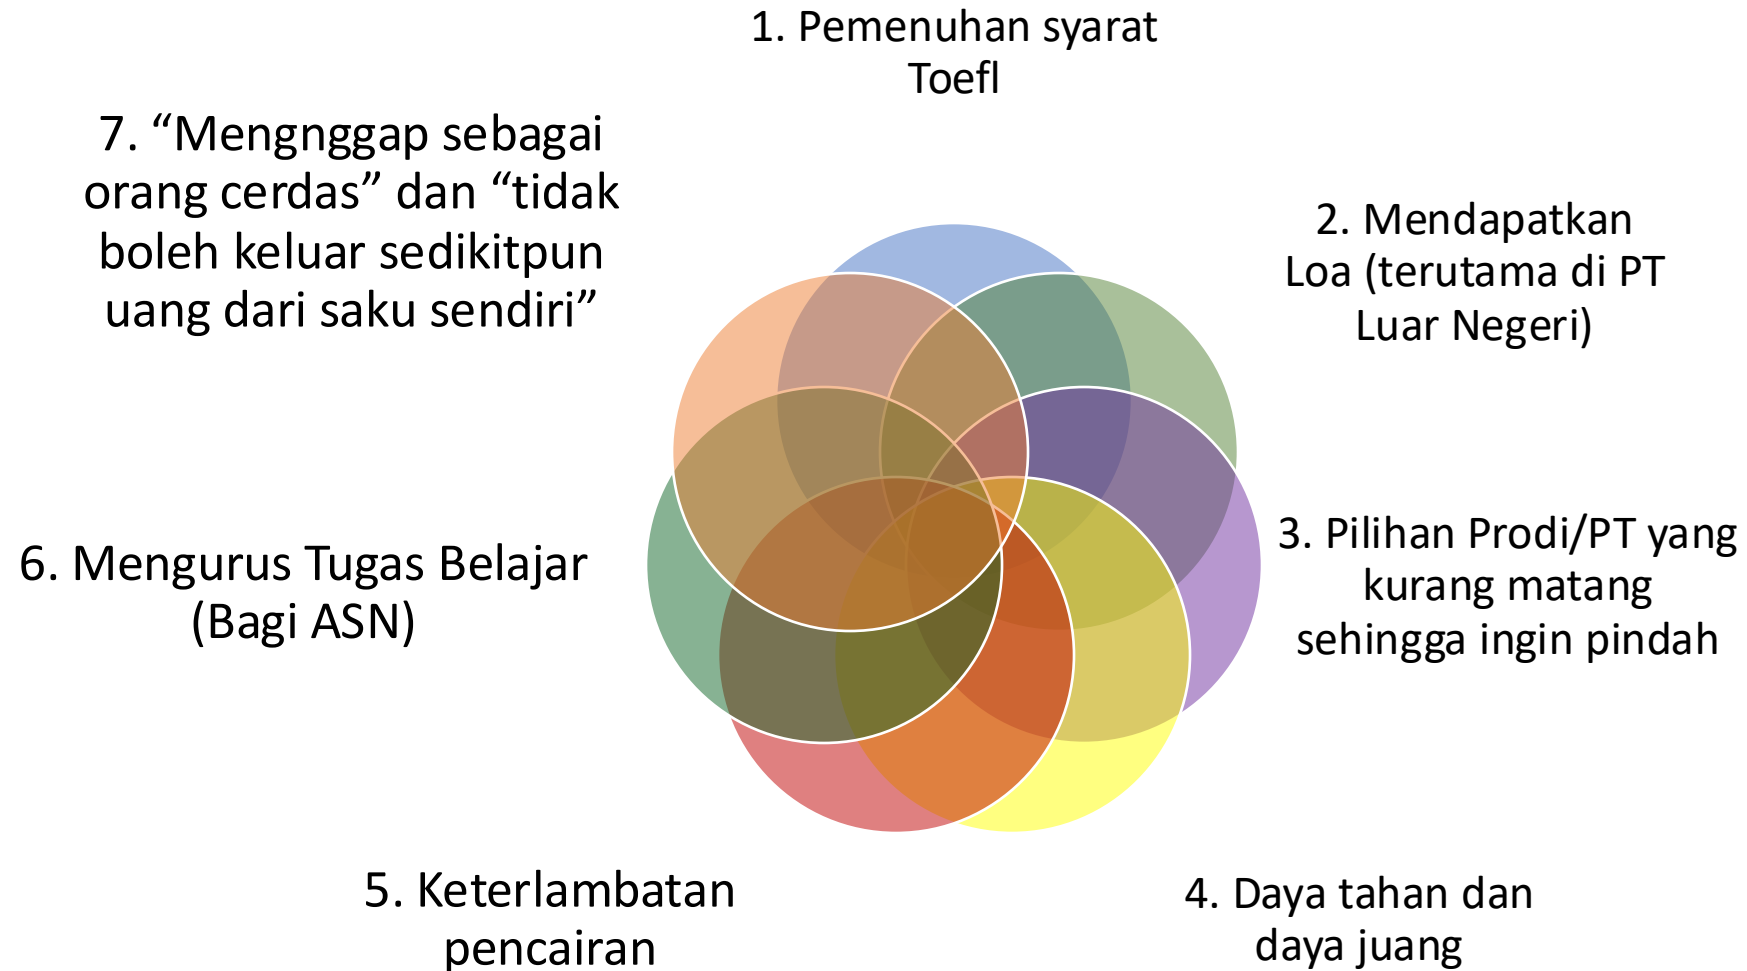 1. Pemenuhan syarat
Toefl
2. Mendapatkan
Loa (terutama di PT
Luar Negeri)
3. Pilihan Prodi/PT yang
kurang matang
sehingga ingin pindah
4. Daya tahan dan
daya juang
5. Keterlambatan
pencairan
6. Mengurus Tugas Belajar
(Bagi ASN)
7. “Mengnggap sebagai
orang cerdas” dan “tidak
boleh keluar sedikitpun
uang dari saku sendiri”